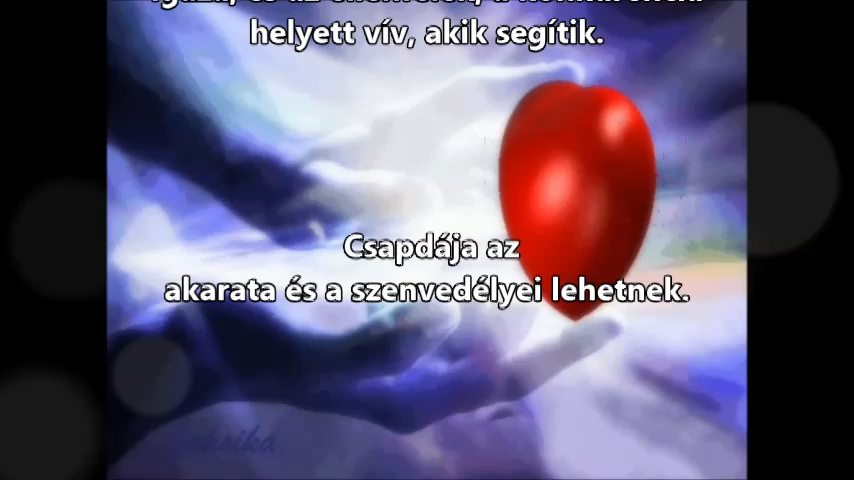 helyett vív, akik segítik.
Csapdája az
akarata és a szenvedélyei lehetnek.